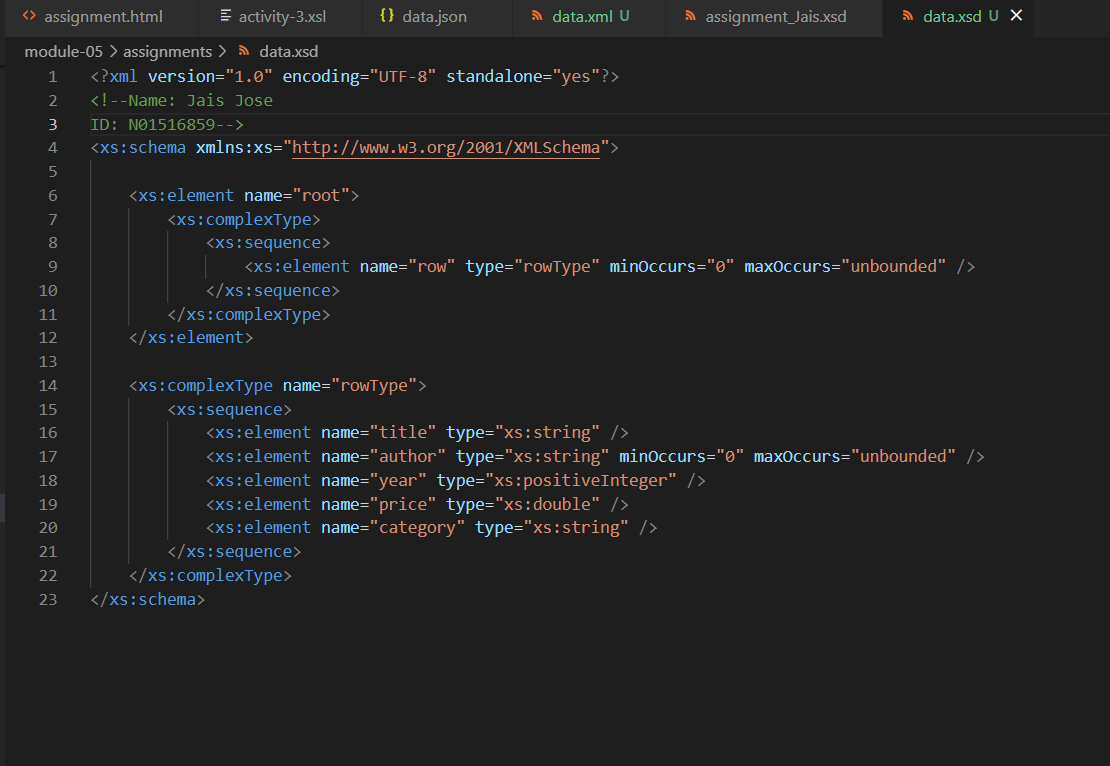 assignment.html activity-3.xsl {} data.json data.xml U assignment_Jais.xsd data.xsd U
module-05 > assignments > data.xsd
1 <?xml version="1.0" encoding="UTF-8" standalone="yes"?>
2 <!--Name: Jais Jose
3 ID: N01516859-->
4 <xs:schema xmlns:xs="http://www.w3.org/2001/XMLSchema">
5
6     <xs:element name="root">
7         <xs:complexType>
8             <xs:sequence>
9                 <xs:element name="row" type="rowType" minOccurs="0" maxOccurs="unbounded" />
10             </xs:sequence>
11         </xs:complexType>
12     </xs:element>
13
14     <xs:complexType name="rowType">
15         <xs:sequence>
16             <xs:element name="title" type="xs:string" />
17             <xs:element name="author" type="xs:string" minOccurs="0" maxOccurs="unbounded" />
18             <xs:element name="year" type="xs:positiveInteger" />
19             <xs:element name="price" type="xs:double" />
20             <xs:element name="category" type="xs:string" />
21         </xs:sequence>
22     </xs:complexType>
23 </xs:schema>